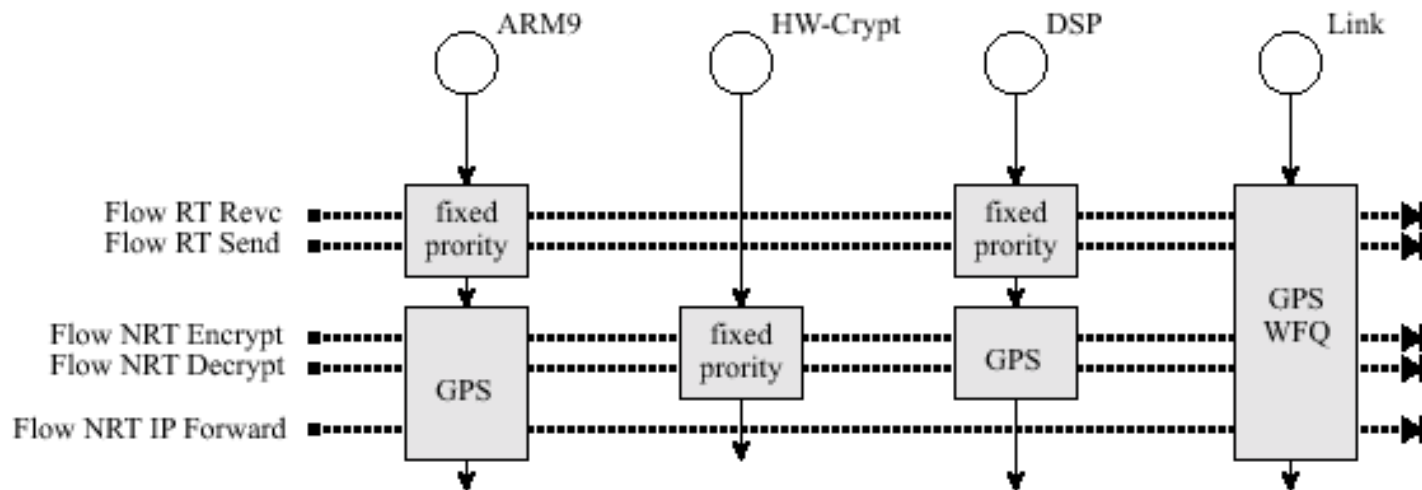 ARM9
HW-Crypt
DSP
Link
Flow RT Revc
Flow RT Send
fixed
prority
fixed
prority
GPS
WFQ
Flow NRT Encrypt
Flow NRT Decrypt
Flow NRT IP Forward
GPS
fixed
prority
GPS